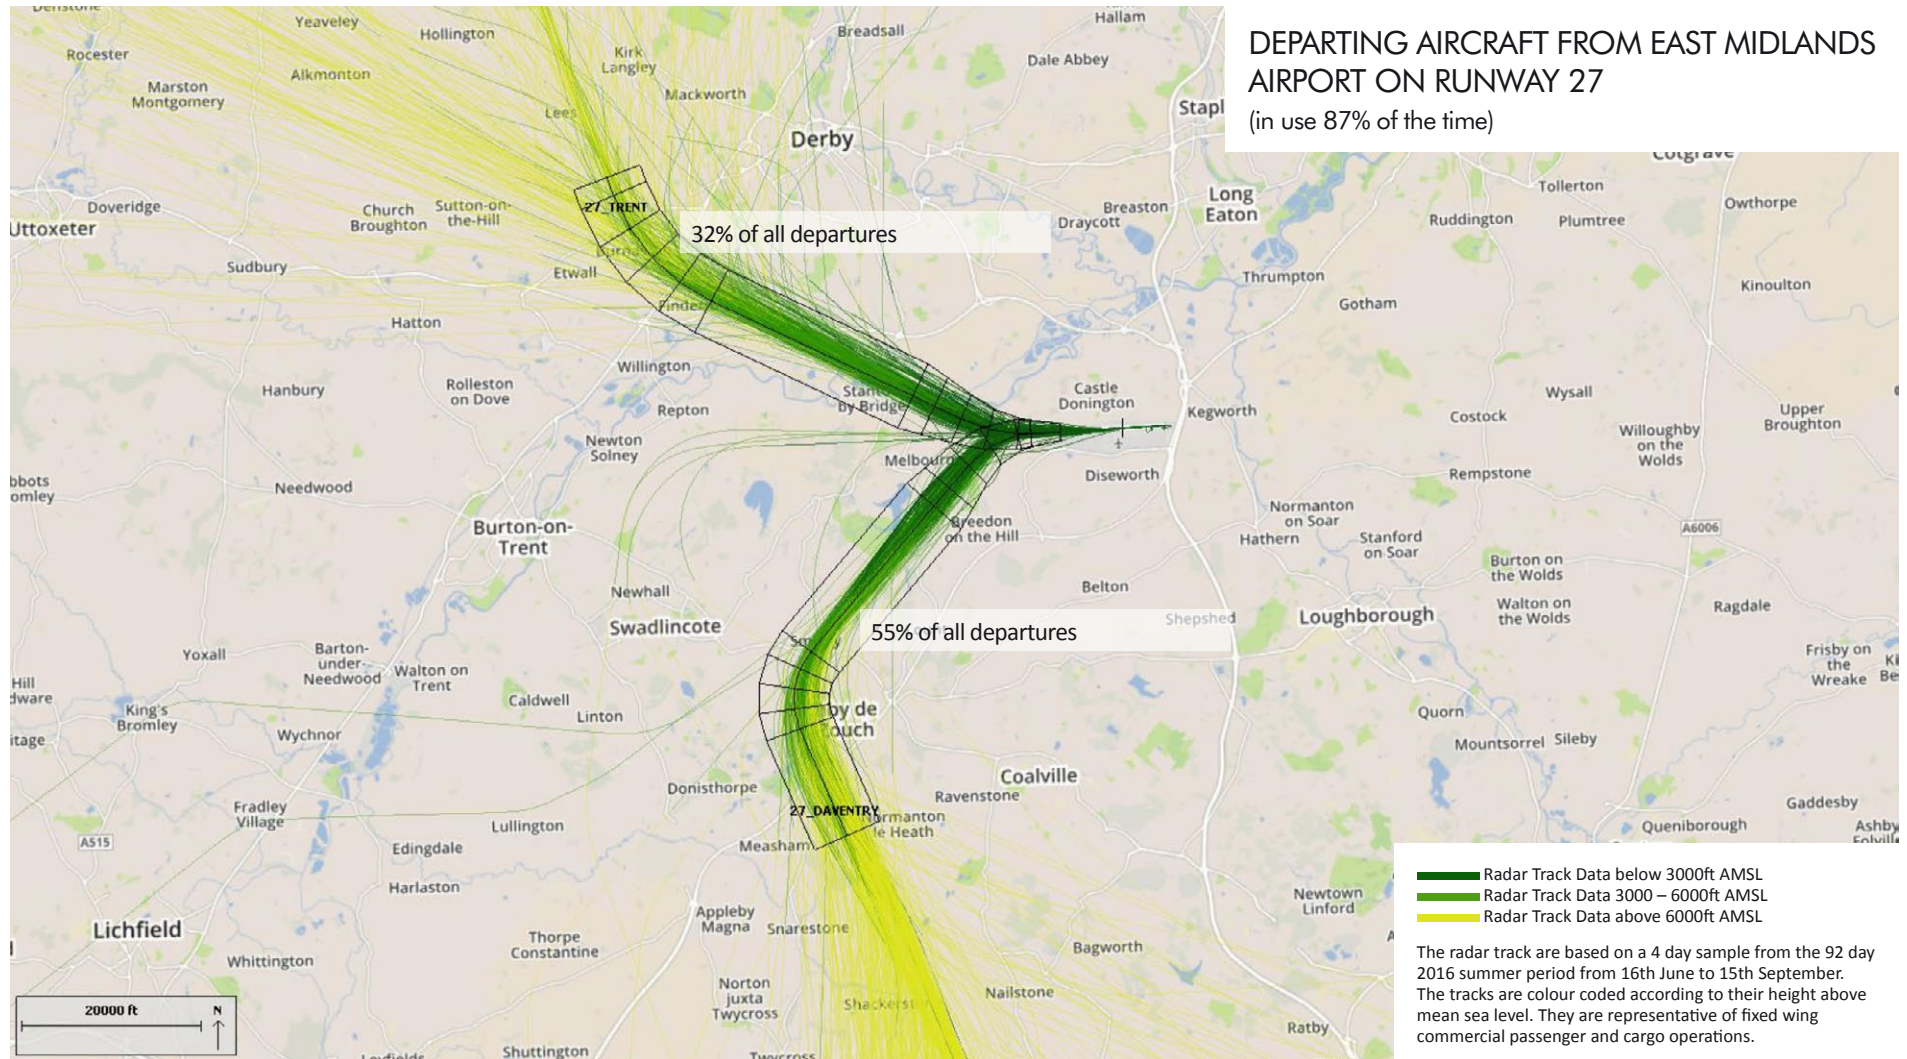 DEPARTING AIRCRAFT FROM EAST MIDLANDS
AIRPORT ON RUNWAY 27
(in use 87% of the time)
Yeaveley
Hollington
Hallam
Breadsall
Rocester
Kirk
Langley
Dale Abbey
Alkmonton
Marston
Montgomery
Mackworth
Lees
Derby
Doveridge
Uttoxeter
Church
Broughton
Sutton-on-
the-Hill
27_TRENT
32% of all departures
Breaston
Draycott
Long
Eaton
Tollerton
Ruddington
Plumtree
Owthorpe
Sudbury
Etwall
Thrumpton
Gotham
Kinoulton
Hatton
Willington
Hanbury
Rolleston
on Dove
Repton
by Bridge
Castle
Donington
Kegworth
Wysall
Costock
Upper
Broughton
Willoughby
on the
Wolds
Newton
Solney
Needwood
Diseworth
Rempstone
Burton-on-
Trent
Breedon
on the Hill
Normanton
on Soar
Hathern
Stanford
on Soar
A6006
Burton on
the Wolds
Newhall
Belton
Swadlincote
55% of all departures
Shepshed
Loughborough
Walton on
the Wolds
Ragdale
Yoxall
Barton-
under-
Needwood
Walton on
Trent
Frisby on
the
Wreake
Hill
King's
Bromley
Caldwell
Linton
Wychnor
Quorn
Mountsorrel
Sileby
Donisthorpe
Coalville
Ravenstone
27_DAVENTRY
Fradley
Village
Lullington
Measham
Gaddesby
Queniborough
Ashby
A515
Edingdale
Harlaston
Newtown
Linford
Lichfield
Appleby
Magna
Snarestone
Thorpe
Constantine
Bagworth
Whittington
Norton
juxta
Twycross
Nailstone
Ratby
Shuttington
20000 ft
N
Radar Track Data below 3000ft AMSL
Radar Track Data 3000 – 6000ft AMSL
Radar Track Data above 6000ft AMSL
The radar track are based on a 4 day sample from the 92 day
2016 summer period from 16th June to 15th September.
The tracks are colour coded according to their height above
mean sea level. They are representative of fixed wing
commercial passenger and cargo operations.